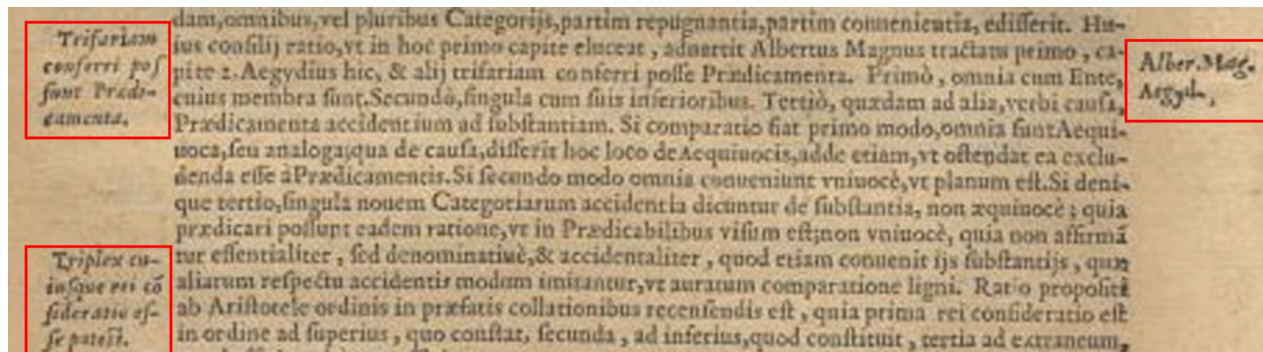 Trifariam
conferri pos
sunt Prædi-
camenta.
dam,omnibus,vel pluribus Categorijs,partim repugnantia,partim conuenientia, edisserit. Hu-
ius consilij ratio,vt in hoc primo capite eluceat , aduertit Albertus Magnus tractatu primo , ca-
pite 2. Aegydius hic, & alij trifariam conferri posse Prædicamenta. Primò , omnia cum Ente,
cuius membra sunt.Secundò,singula cum suis inferioribus. Tertiò, quædam ad alia,verbi causa,
Prædicamenta accidentium ad substantiam. Si comparatio fiat primo modo,omnia sunt Aequi-
uoca,seu analoga;qua de causa,disserit hoc loco de Aequiuocis,adde etiam,vt ostendat ea exclu-
denda esse à Prædicamentis.Si secundo modo omnia conueniunt vniuocè,vt planum est.Si deni-
que tertio,singula nouem Categoriarum accidentia dicuntur de substantia, non æquiuocè ; quia
prædicari possunt eadem ratione,vt in Prædicabilibus visum est;non vniuocè, quia non affirmā
tur essentialiter , sed denominatiuè,& accidentaliter , quod etiam conuenit ijs substantijs , quæ
aliarum respectu accidentis modum imitantur,vt auratum comparatione ligni. Ratio propositi
ab Aristotele ordinis in præfatis collationibus recensendis est , quia prima rei consideratio est
in ordine ad superius , quo constat, secunda , ad inferius,quod constituit , tertia ad extraneum,
Alber.Mag.
Aegyd.
Triplex cu-
iusque rei cō
sideratio es-
se potest.